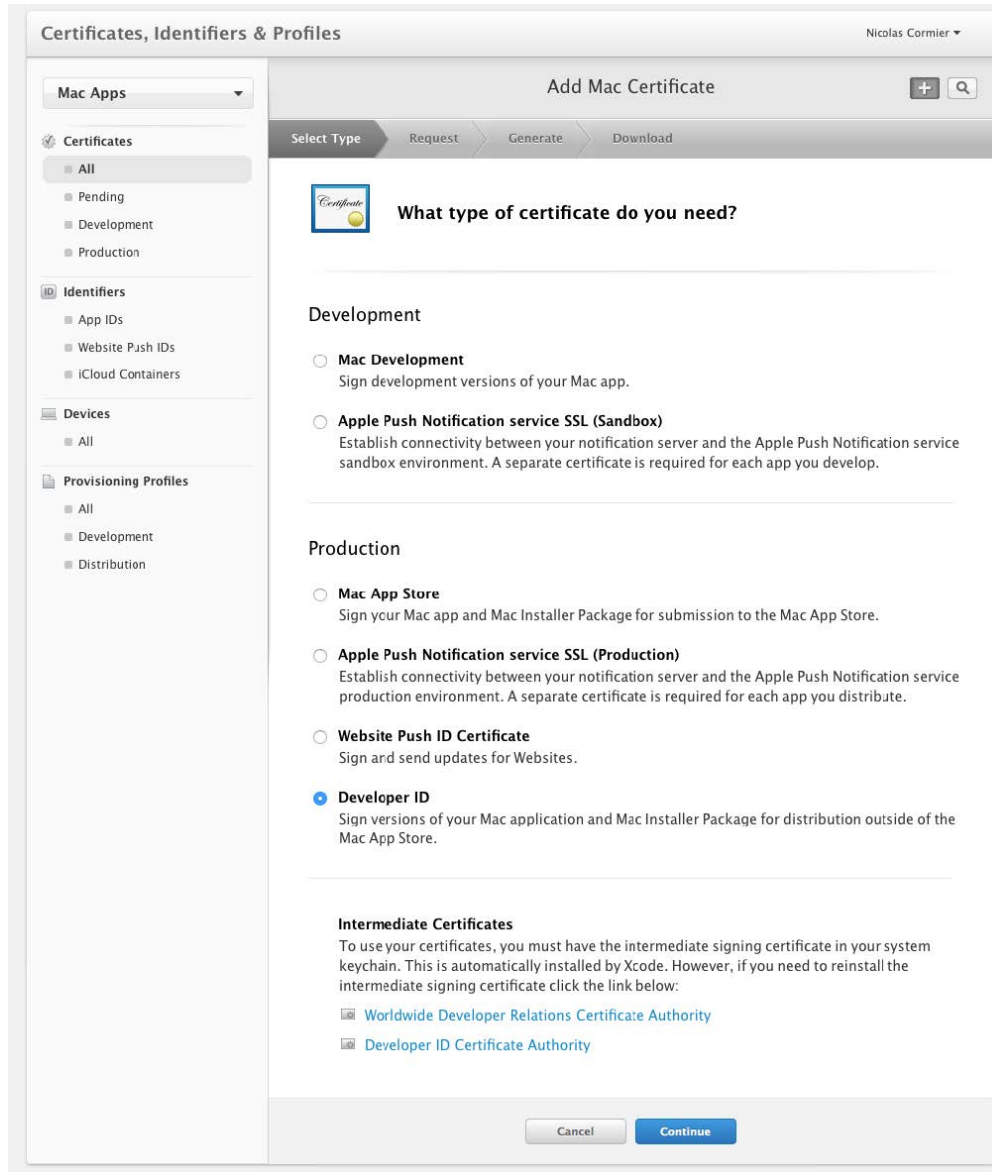 Certificates, Identifiers & Profiles
Nicolas Cormier
Mac Apps
Add Mac Certificate
Certificates
All
Pending
Development
Production
ID Identifiers
App IDs
Website Push IDs
iCloud Containers
Devices
All
Provisioning Profiles
All
Development
Distribution
Select Type
Request
Generate
Download
Certificate
What type of certificate do you need?
Development
Mac Development
Sign development versions of your Mac app.
Apple Push Notification service SSL (Sandbox)
Establish connectivity between your notification server and the Apple Push Notification service
sandbox environment. A separate certificate is required for each app you develop.
Production
Mac App Store
Sign your Mac app and Mac Installer Package for submission to the Mac App Store.
Apple Push Notification service SSL (Production)
Establish connectivity between your notification server and the Apple Push Notification service
production environment. A separate certificate is required for each app you distribute.
Website Push ID Certificate
Sign and send updates for Websites.
Developer ID
Sign versions of your Mac application and Mac Installer Package for distribution outside of the
Mac App Store.
Intermediate Certificates
To use your certificates, you must have the intermediate signing certificate in your system
keychain. This is automatically installed by Xcode. However, if you need to reinstall the
intermediate signing certificate click the link below:
Worldwide Developer Relations Certificate Authority
Developer ID Certificate Authority
Cancel
Continue